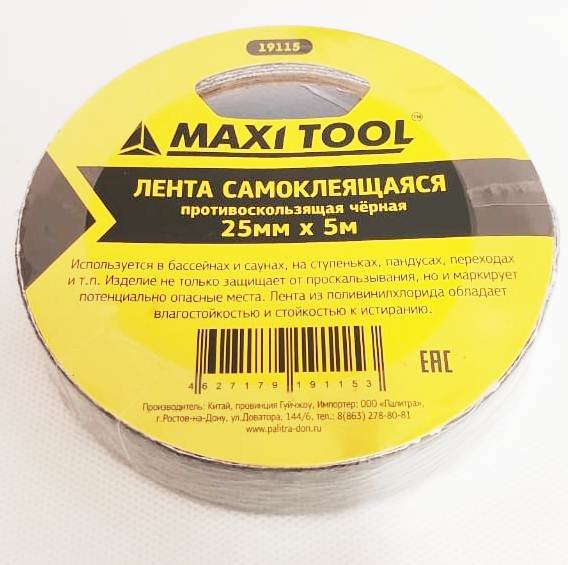 19115
MAXI TOOL™
ЛЕНТА САМОКЛЕЯЩАЯСЯ
противоскользящая чёрная
25мм х 5м
Используется в бассейнах и саунах, на ступеньках, пандусах, переходах
и т.п. Изделие не только защищает от проскальзывания, но и маркирует
потенциально опасные места. Лента из поливинилхлорида обладает
влагостойкостью и стойкостью к истиранию.
4 627179 191153
EAC
Производитель: Китай, провинция Гуйчжоу, Импортер: ООО «Палитра»,
г.Ростов-на-Дону, ул.Доватора, 144/6, тел.: 8(863) 278-80-81
www.palitra-don.ru